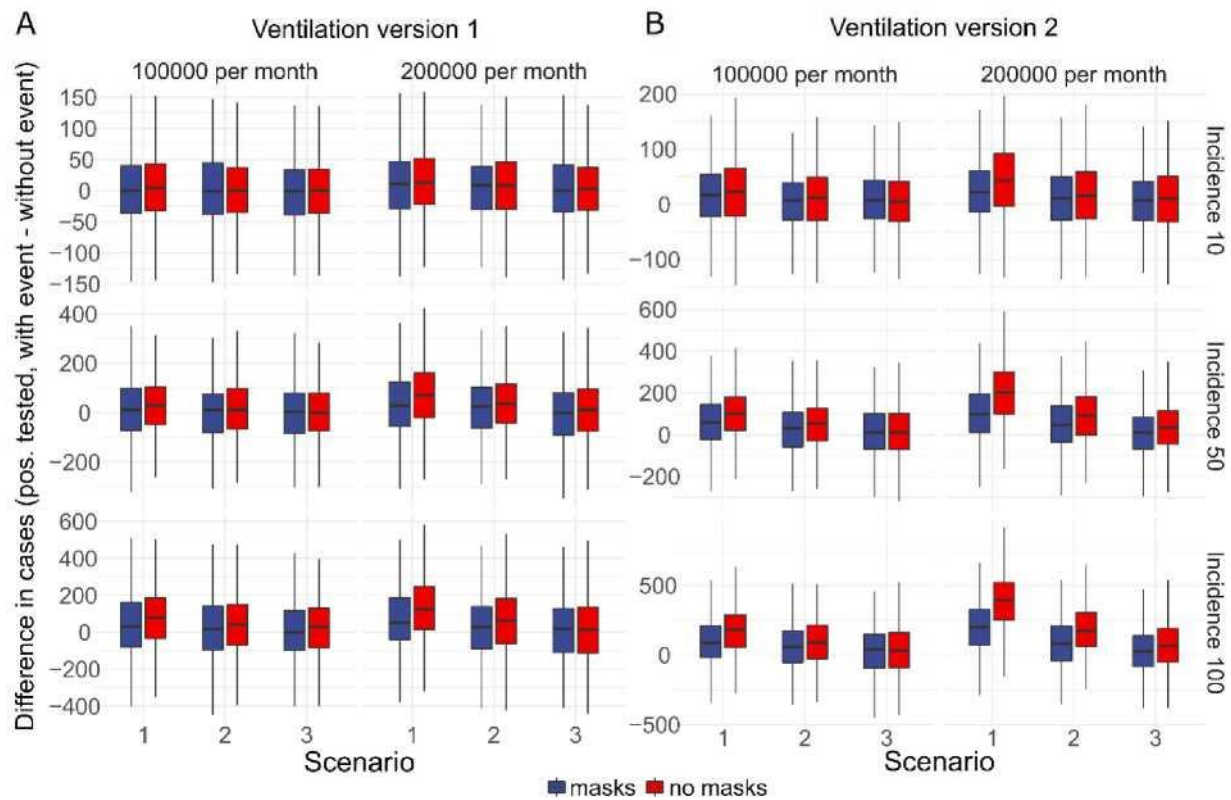 A
Ventilation version 1
B
Ventilation version 2
100000 per month
200000 per month
100000 per month
200000 per month
Difference in cases (pos. tested, with event - without event)
150
100
50
0
−50
−100
−150
200
100
0
−100
Incidence 10
400
200
0
−200
600
400
200
0
−200
Incidence 50
600
400
200
0
−200
−400
500
0
−500
Incidence 100
1 2 3 1 2 3
1 2 3 1 2 3
Scenario
Scenario
masks no masks